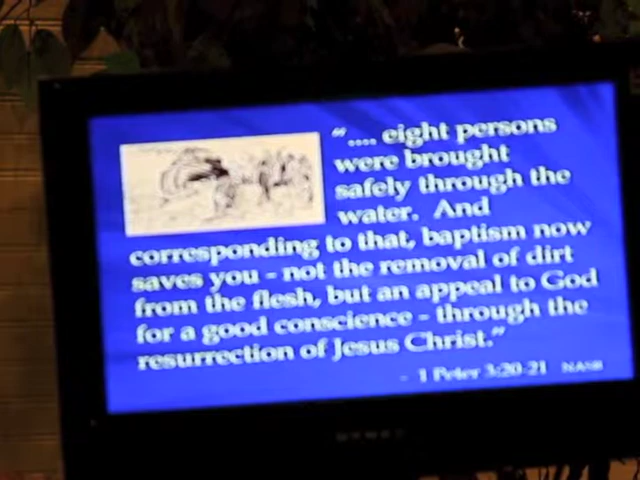 “.... eight persons
were brought
safely through the
water. And
corresponding to that, baptism now
saves you - not the removal of dirt
from the flesh, but an appeal to God
for a good conscience - through the
resurrection of Jesus Christ.”
- 1 Peter 3:20-21 NASB